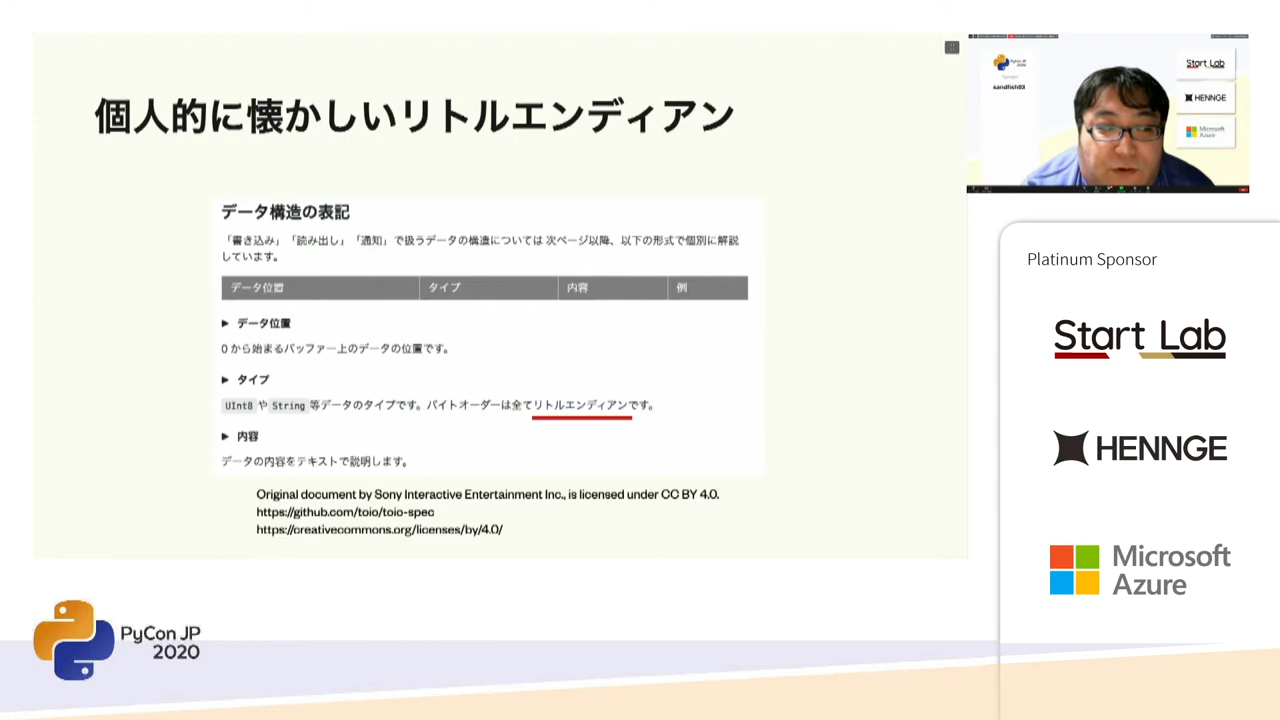 個人的に懐かしいリトルエンディアン
データ構造の表記
「書き込み」「読み出し」「通知」で扱うデータの構造については 次ページ以降、以下の形式で個別に解説
しています。
データ位置 タイプ 内容 例
▶ データ位置
0 から始まるバッファー上のデータの位置です。
▶ タイプ
UInt8 や String 等データのタイプです。バイトオーダーは全てリトルエンディアンです。
▶ 内容
データの内容をテキストで説明します。
Original document by Sony Interactive Entertainment Inc., is licensed under CC BY 4.0.
https://github.com/toio/toio-spec
https://creativecommons.org/licenses/by/4.0/
PyCon JP
2020
sandfish03
Start Lab
HENNGE
Microsoft
Azure
Platinum Sponsor
Start Lab
HENNGE
Microsoft
Azure
PyCon JP
2020